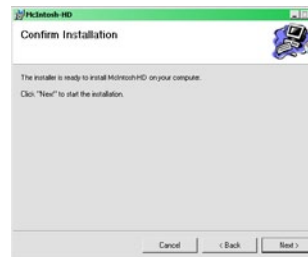 McIntosh-HD
Confirm Installation
The installer is ready to install McIntosh-HD on your computer.
Click "Next" to start the installation.
Cancel
< Back
Next >